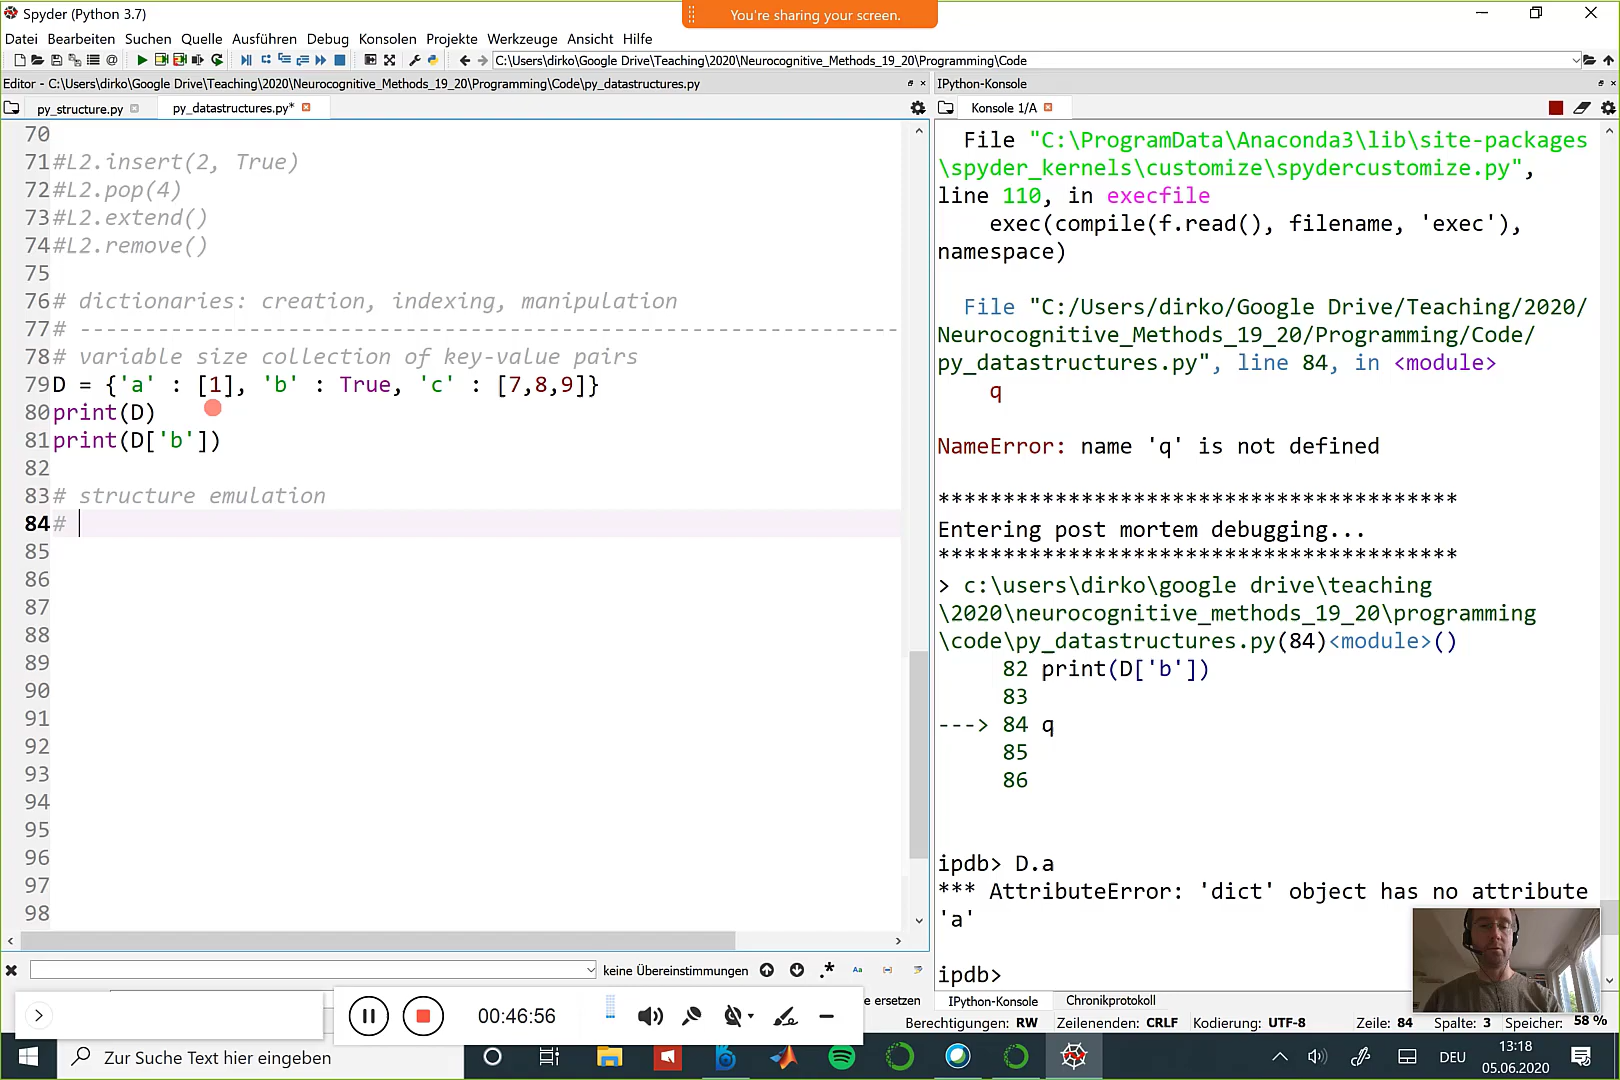 Spyder (Python 3.7)
You're sharing your screen.
Datei Bearbeiten Suchen Quelle Ausführen Debug Konsolen Projekte Werkzeuge Ansicht Hilfe
C:\Users\dirko\Google Drive\Teaching\2020\Neurocognitive_Methods_19_20\Programming\Code
Editor - C:\Users\dirko\Google Drive\Teaching\2020\Neurocognitive_Methods_19_20\Programming\Code\py_datastructures.py
py_structure.py
py_datastructures.py*
70
71 #L2.insert(2, True)
72 #L2.pop(4)
73 #L2.extend()
74 #L2.remove()
75
76 # dictionaries: creation, indexing, manipulation
77 # ---------------------------------------------------------------
78 # variable size collection of key-value pairs
79 D = {'a' : [1], 'b' : True, 'c' : [7,8,9]}
80 print(D)
81 print(D['b'])
82
83 # structure emulation
84 #
85
86
87
88
89
90
91
92
93
94
95
96
97
98
keine Übereinstimmungen
Aa
e ersetzen
00:46:56
IPython-Konsole
Konsole 1/A
File "C:\ProgramData\Anaconda3\lib\site-packages
\spyder_kernels\customize\spydercustomize.py",
line 110, in execfile
exec(compile(f.read(), filename, 'exec'),
namespace)
File "C:/Users/dirko/Google Drive/Teaching/2020/
Neurocognitive_Methods_19_20/Programming/Code/
py_datastructures.py", line 84, in <module>
q
NameError: name 'q' is not defined
****************************************
Entering post mortem debugging...
****************************************
> c:\users\dirko\google drive\teaching
\2020\neurocognitive_methods_19_20\programming
\code\py_datastructures.py(84)<module>()
82 print(D['b'])
83
---> 84 q
85
86
ipdb> D.a
*** AttributeError: 'dict' object has no attribute
'a'
ipdb>
IPython-Konsole Chronikprotokoll
Berechtigungen: RW Zeilenenden: CRLF Kodierung: UTF-8 Zeile: 84 Spalte: 3 Speicher: 58 %
Zur Suche Text hier eingeben
DEU
13:18
05.06.2020